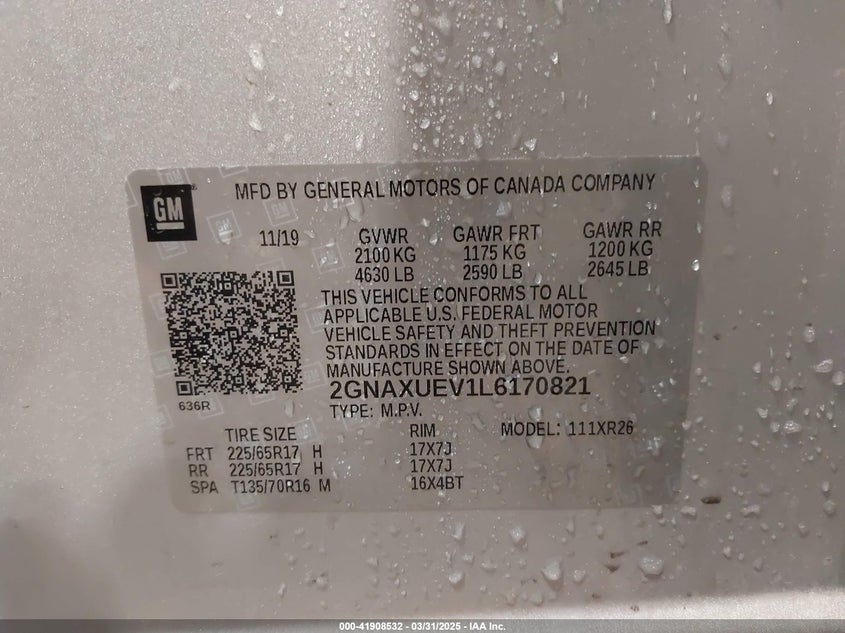 GM
MFD BY GENERAL MOTORS OF CANADA COMPANY
11/19 GVWR GAWR FRT GAWR RR
2100 KG 1175 KG 1200 KG
4630 LB 2590 LB 2645 LB
THIS VEHICLE CONFORMS TO ALL
APPLICABLE U.S. FEDERAL MOTOR
VEHICLE SAFETY AND THEFT PREVENTION
STANDARDS IN EFFECT ON THE DATE OF
MANUFACTURE SHOWN ABOVE.
2GNAXUEV1L6170821
636R
TYPE: M.P.V.
TIRE SIZE RIM MODEL: 111XR26
FRT 225/65R17 H 17X7J
RR 225/65R17 H 17X7J
SPA T135/70R16 M 16X4BT
000-41908532 - 03/31/2025 - IAA Inc.